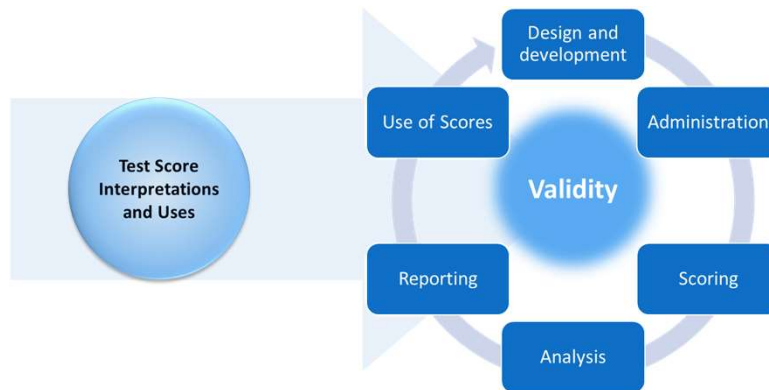 Test Score
Interpretations
and Uses
Design and
development
Use of Scores
Administration
Validity
Reporting
Scoring
Analysis